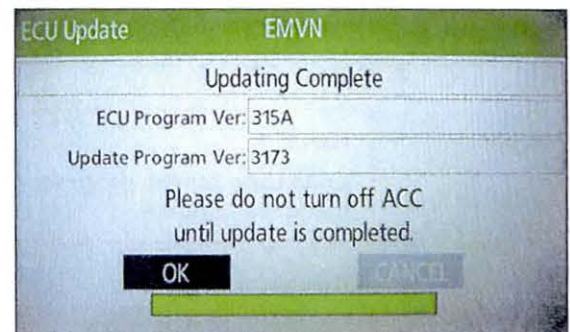 ECU Update EMVN
Updating Complete
ECU Program Ver: 315A
Update Program Ver: 3173
Please do not turn off ACC
until update is completed.
OK CANCEL